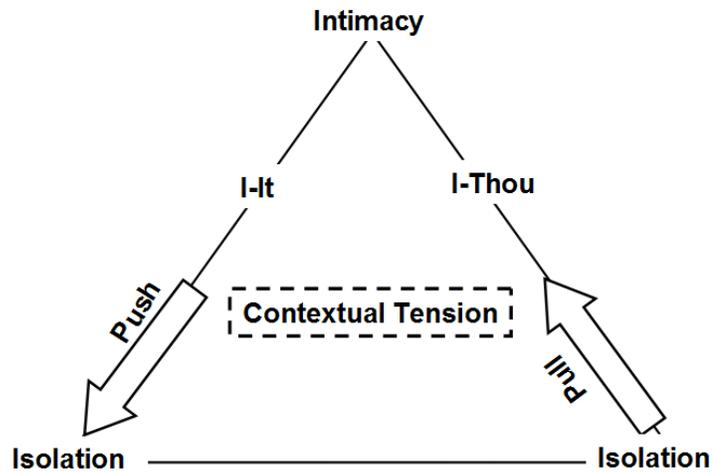 Intimacy
I-It
I-Thou
Push
Contextual Tension
Pull
Isolation
Isolation